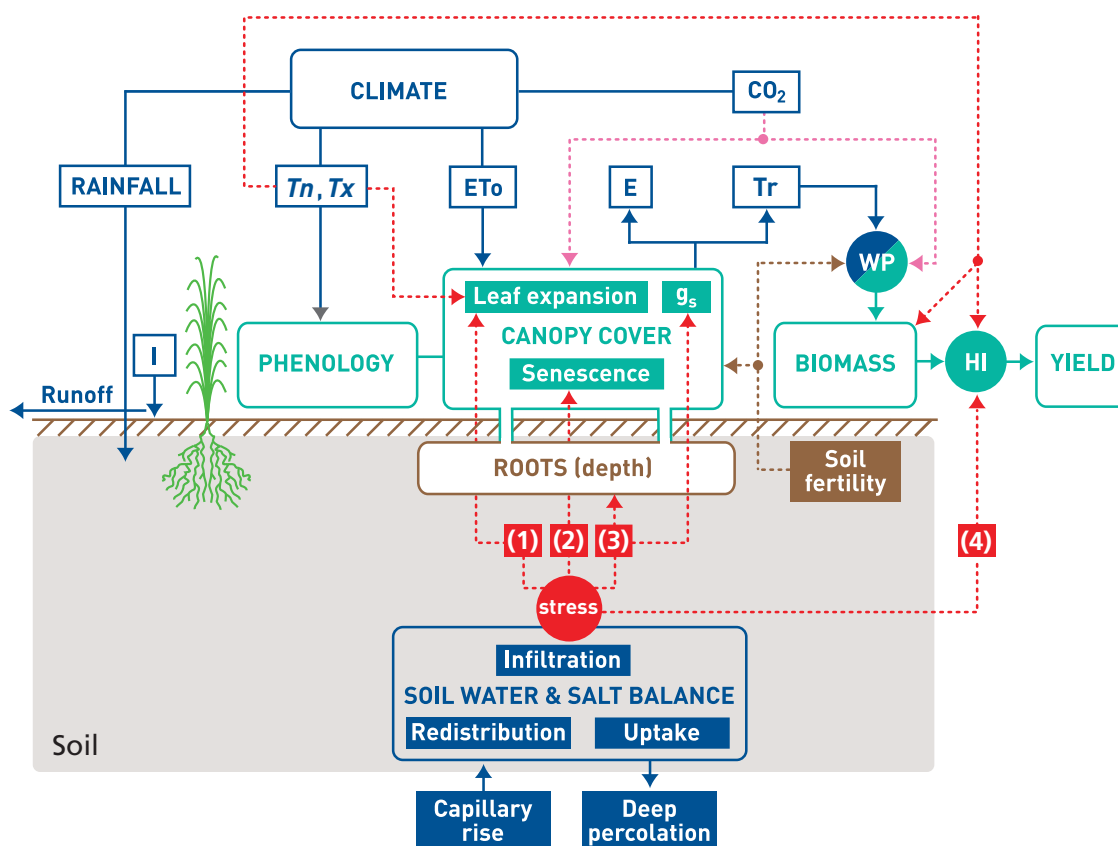 CLIMATE
CO₂
RAINFALL
Tn, Tx
ETo
E
Tr
WP
Leaf expansion
gₛ
CANOPY COVER
Senescence
PHENOLOGY
BIOMASS
HI
YIELD
I
Runoff
ROOTS (depth)
Soil
fertility
(1)
(2)
(3)
(4)
stress
Infiltration
SOIL WATER & SALT BALANCE
Redistribution
Uptake
Soil
Capillary
rise
Deep
percolation